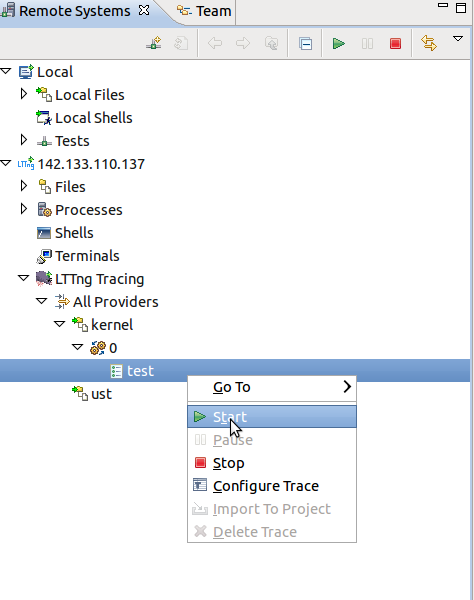 Remote Systems
Team
Local
Local Files
Local Shells
Tests
LTTng 142.133.110.137
Files
Processes
Shells
Terminals
LTTng Tracing
All Providers
kernel
0
test
ust
Go To
Start
Pause
Stop
Configure Trace
Import To Project
Delete Trace